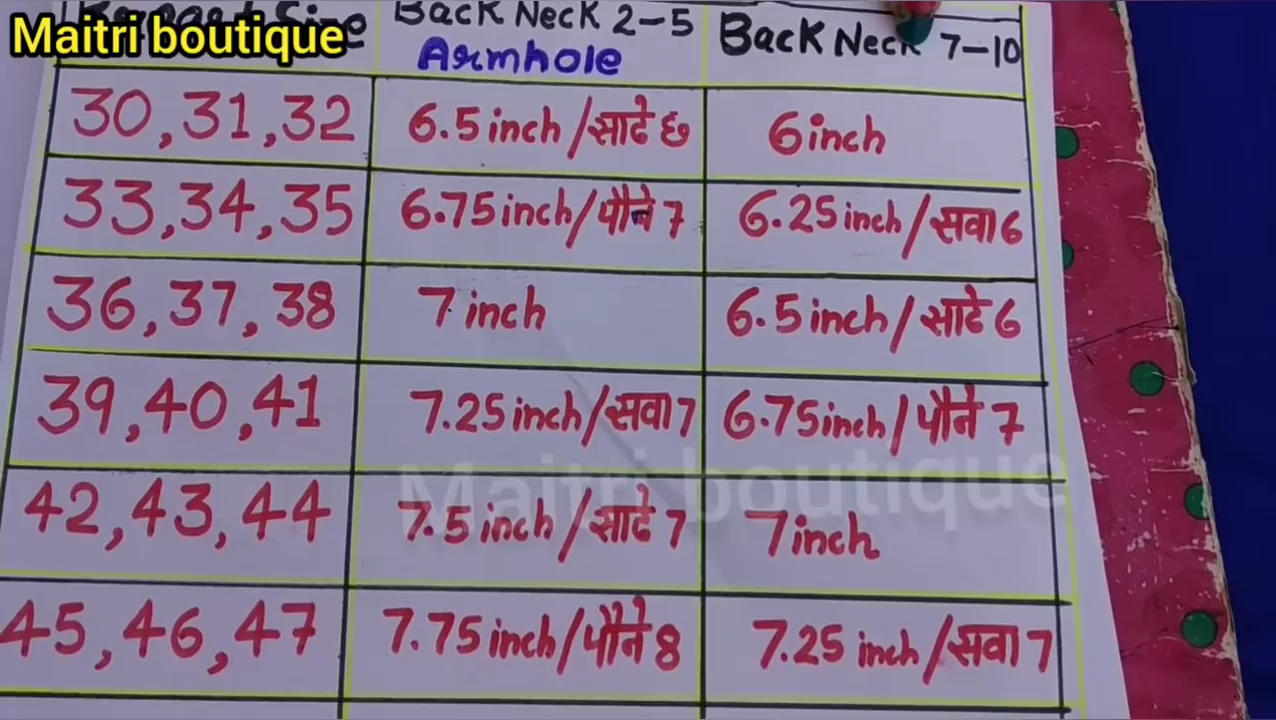 Maitri boutique
Back Neck 2-5
Armhole
Back Neck 7-10
30,31,32 6.5 inch/साढे छ 6 inch
33,34,35 6.75 inch/पौने 7 6.25 inch/सवा 6
36,37,38 7 inch 6.5 inch/साढे 6
39,40,41 7.25 inch/सवा 7 6.75 inch/पौने 7
Maitri boutique
42,43,44 7.5 inch/साढे 7 7 inch
45,46,47 7.75 inch/पौने 8 7.25 inch/सवा 7